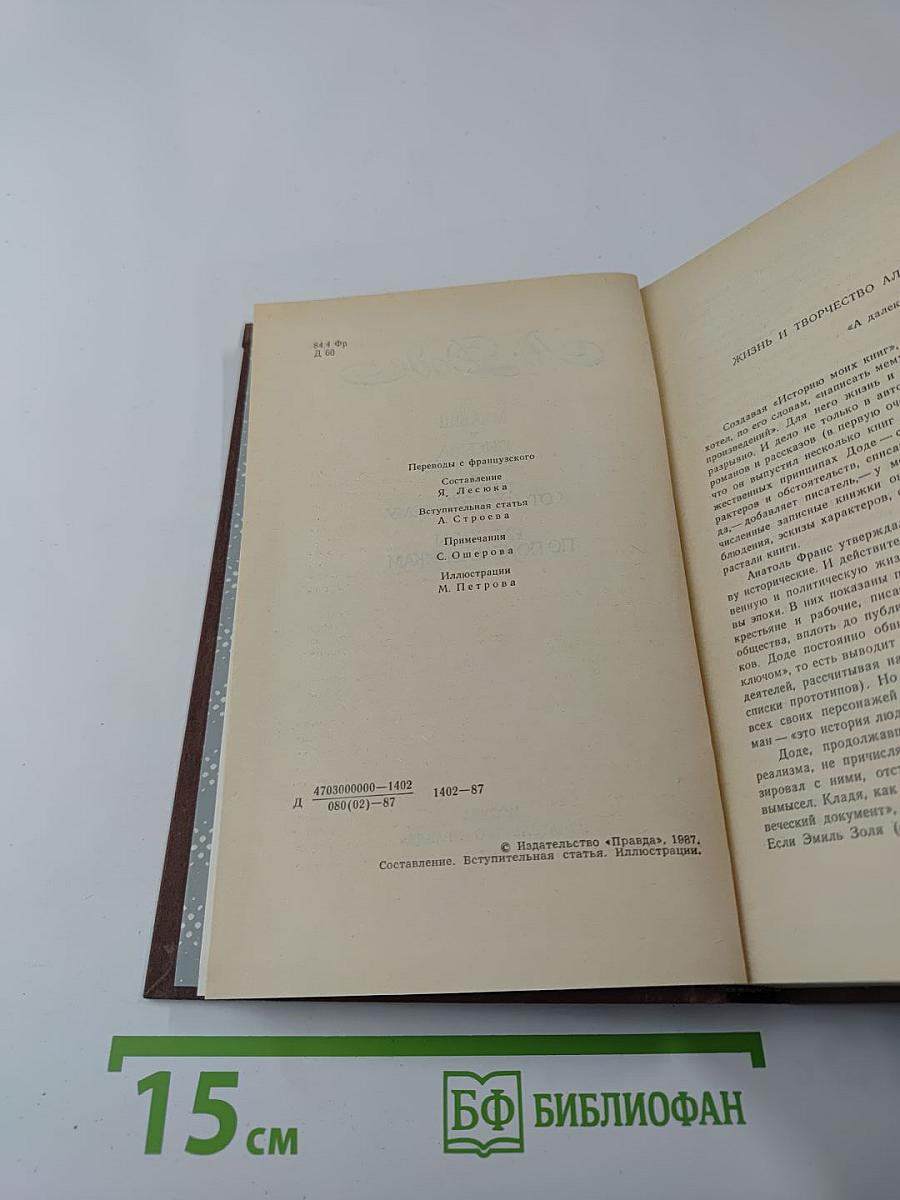 84.4 Фр
Д 60
Переводы с французского
Составление
Я. Лесюка
Вступительная статья
А. Строева
Примечания
С. Ошерова
Иллюстрации
М. Петрова
Д 4703000000—1402
080(02)—87
1402—87
© Издательство «Правда», 1987.
Составление. Вступительная статья. Иллюстрации.
ЖИЗНЬ И ТВОРЧЕСТВО АЛ
«А далек
Создавая «Историю моих книг»,
хотел, по его словам, «написать мему
произведений». Для него жизнь и
разрывно. И дело не только в авто
романов и рассказов (в первую оч
что он выпустил несколько книг
жественных принципах Доде — с
рактеров и обстоятельств, списа
да,— добавляет писатель,— у м
численные записные книжки он
блюдения, эскизы характеров, с
растали книги.
Анатоль Франс утверждал
ву исторические. И действите
венную и политическую жиз
вы эпохи. В них показаны п
крестьяне и рабочие, писа
общества, вплоть до публи
ков. Доде постоянно обви
ключом», то есть выводит
деятелей, рассчитывая на
списки прототипов). Но
всех своих персонажей
ман — «это история люд
Доде, продолжавш
реализма, не причисля
зировал с ними, отст
вымысел. Кладя, как
веческий документ»,
Если Эмиль Золя (
15 см
БФ БИБЛИОФАН